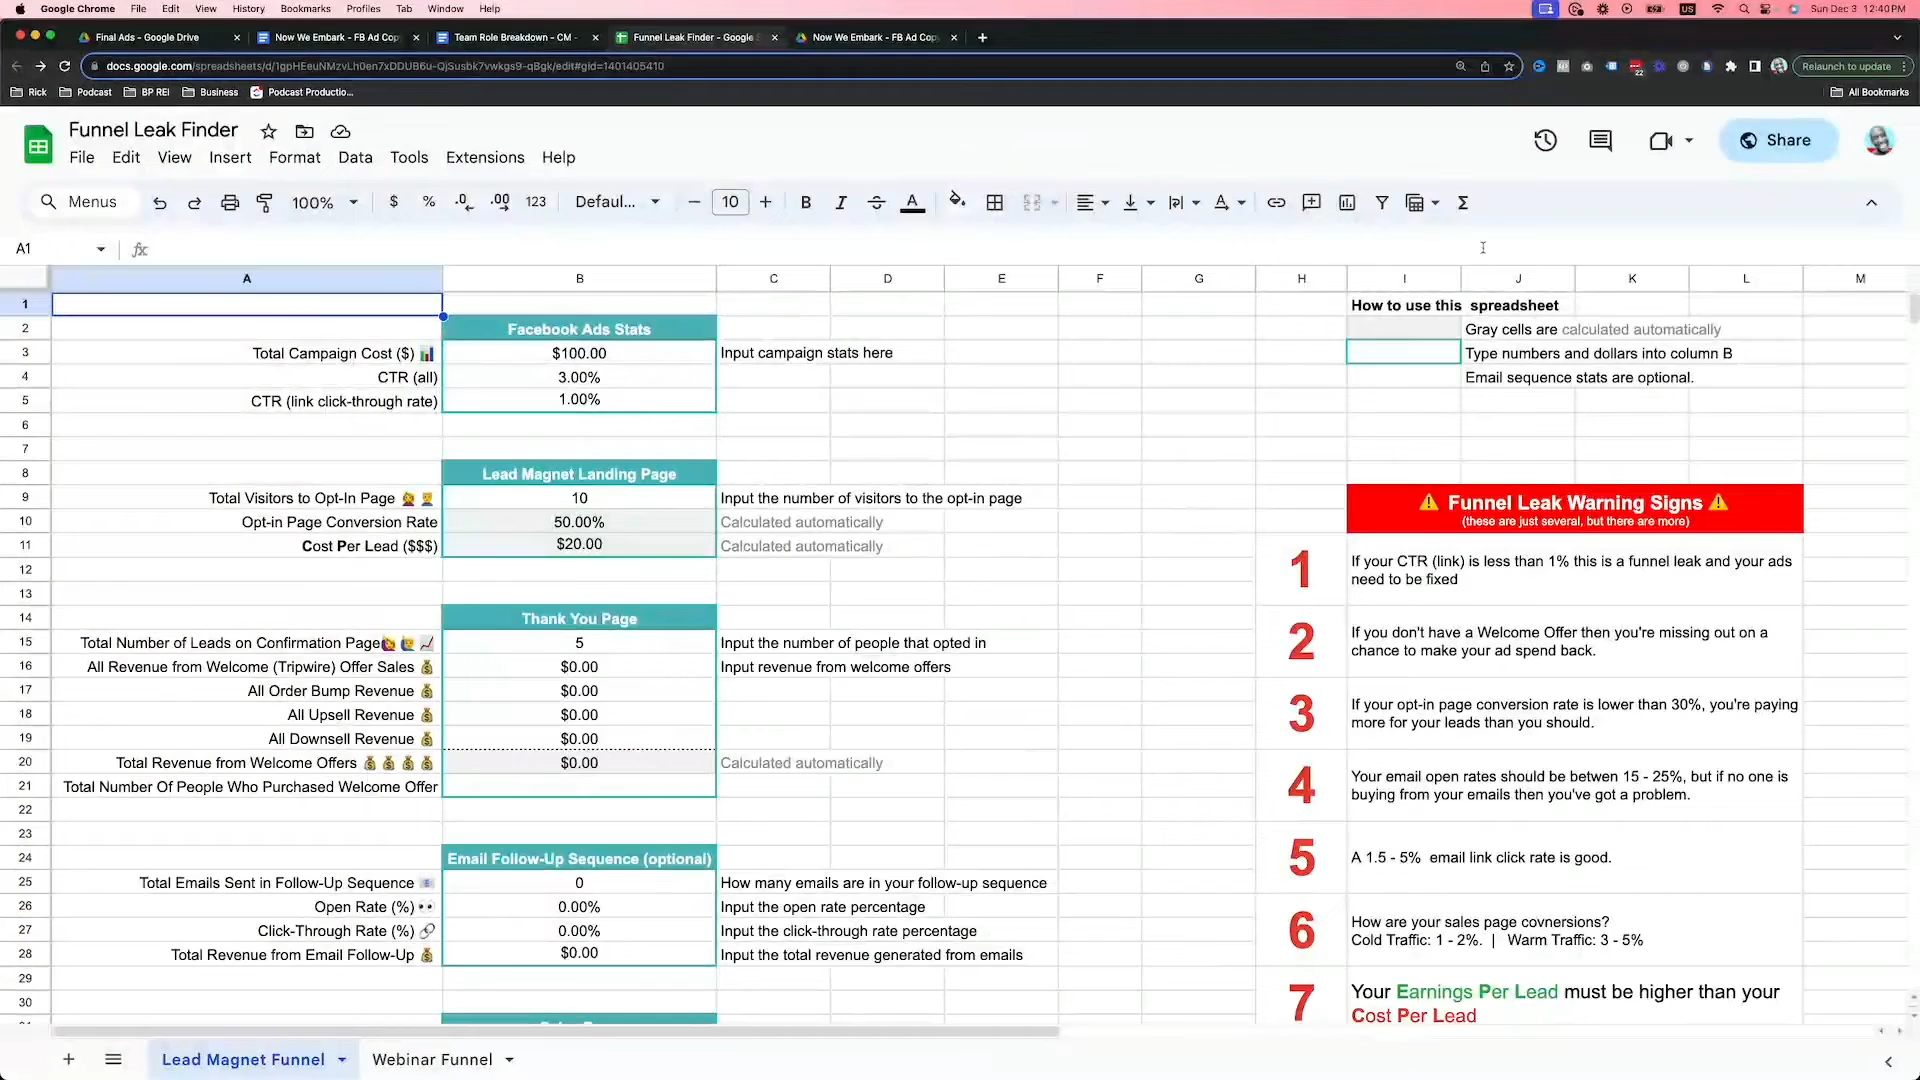 Google Chrome File Edit View History Bookmarks Profiles Tab Window Help US Sun Dec 3 12:40 PM
Final Ads - Google Drive Now We Embark - FB Ad Cop Team Role Breakdown - CM - Funnel Leak Finder - Google S Now We Embark - FB Ad Cop
docs.google.com/spreadsheets/d/1gpHEeuNMzvLh0en7xDDUB6u-QjSusbk7vwkgs9-qBgk/edit#gid=1401405410 22 Relaunch to update
Rick Podcast BP REI Business Podcast Productio... All Bookmarks
Funnel Leak Finder
File Edit View Insert Format Data Tools Extensions Help
Share
Menus 100% $ % .0 .00 123 Defaul... 10 B I A
A1 fx
A B C D E F G H I J K L M
1 How to use this spreadsheet
2 Facebook Ads Stats Gray cells are calculated automatically
3 Total Campaign Cost ($) $100.00 Input campaign stats here Type numbers and dollars into column B
4 CTR (all) 3.00% Email sequence stats are optional.
5 CTR (link click-through rate) 1.00%
6
7
8 Lead Magnet Landing Page
9 Total Visitors to Opt-In Page 10 Input the number of visitors to the opt-in page
10 Opt-in Page Conversion Rate 50.00% Calculated automatically
11 Cost Per Lead ($$$) $20.00 Calculated automatically
12
13
14 Thank You Page
15 Total Number of Leads on Confirmation Page 5 Input the number of people that opted in
16 All Revenue from Welcome (Tripwire) Offer Sales $0.00 Input revenue from welcome offers
17 All Order Bump Revenue $0.00
18 All Upsell Revenue $0.00
19 All Downsell Revenue $0.00
20 Total Revenue from Welcome Offers $0.00 Calculated automatically
21 Total Number Of People Who Purchased Welcome Offer
22
23
24 Email Follow-Up Sequence (optional)
25 Total Emails Sent in Follow-Up Sequence 0 How many emails are in your follow-up sequence
26 Open Rate (%) 0.00% Input the open rate percentage
27 Click-Through Rate (%) 0.00% Input the click-through rate percentage
28 Total Revenue from Email Follow-Up $0.00 Input the total revenue generated from emails
29
30
Funnel Leak Warning Signs
(these are just several, but there are more)
1 If your CTR (link) is less than 1% this is a funnel leak and your ads
need to be fixed
2 If you don't have a Welcome Offer then you're missing out on a
chance to make your ad spend back.
3 If your opt-in page conversion rate is lower than 30%, you're paying
more for your leads than you should.
4 Your email open rates should be betwen 15 - 25%, but if no one is
buying from your emails then you've got a problem.
5 A 1.5 - 5% email link click rate is good.
6 How are your sales page covnersions?
Cold Traffic: 1 - 2%. | Warm Traffic: 3 - 5%
7 Your Earnings Per Lead must be higher than your
Cost Per Lead
Lead Magnet Funnel Webinar Funnel